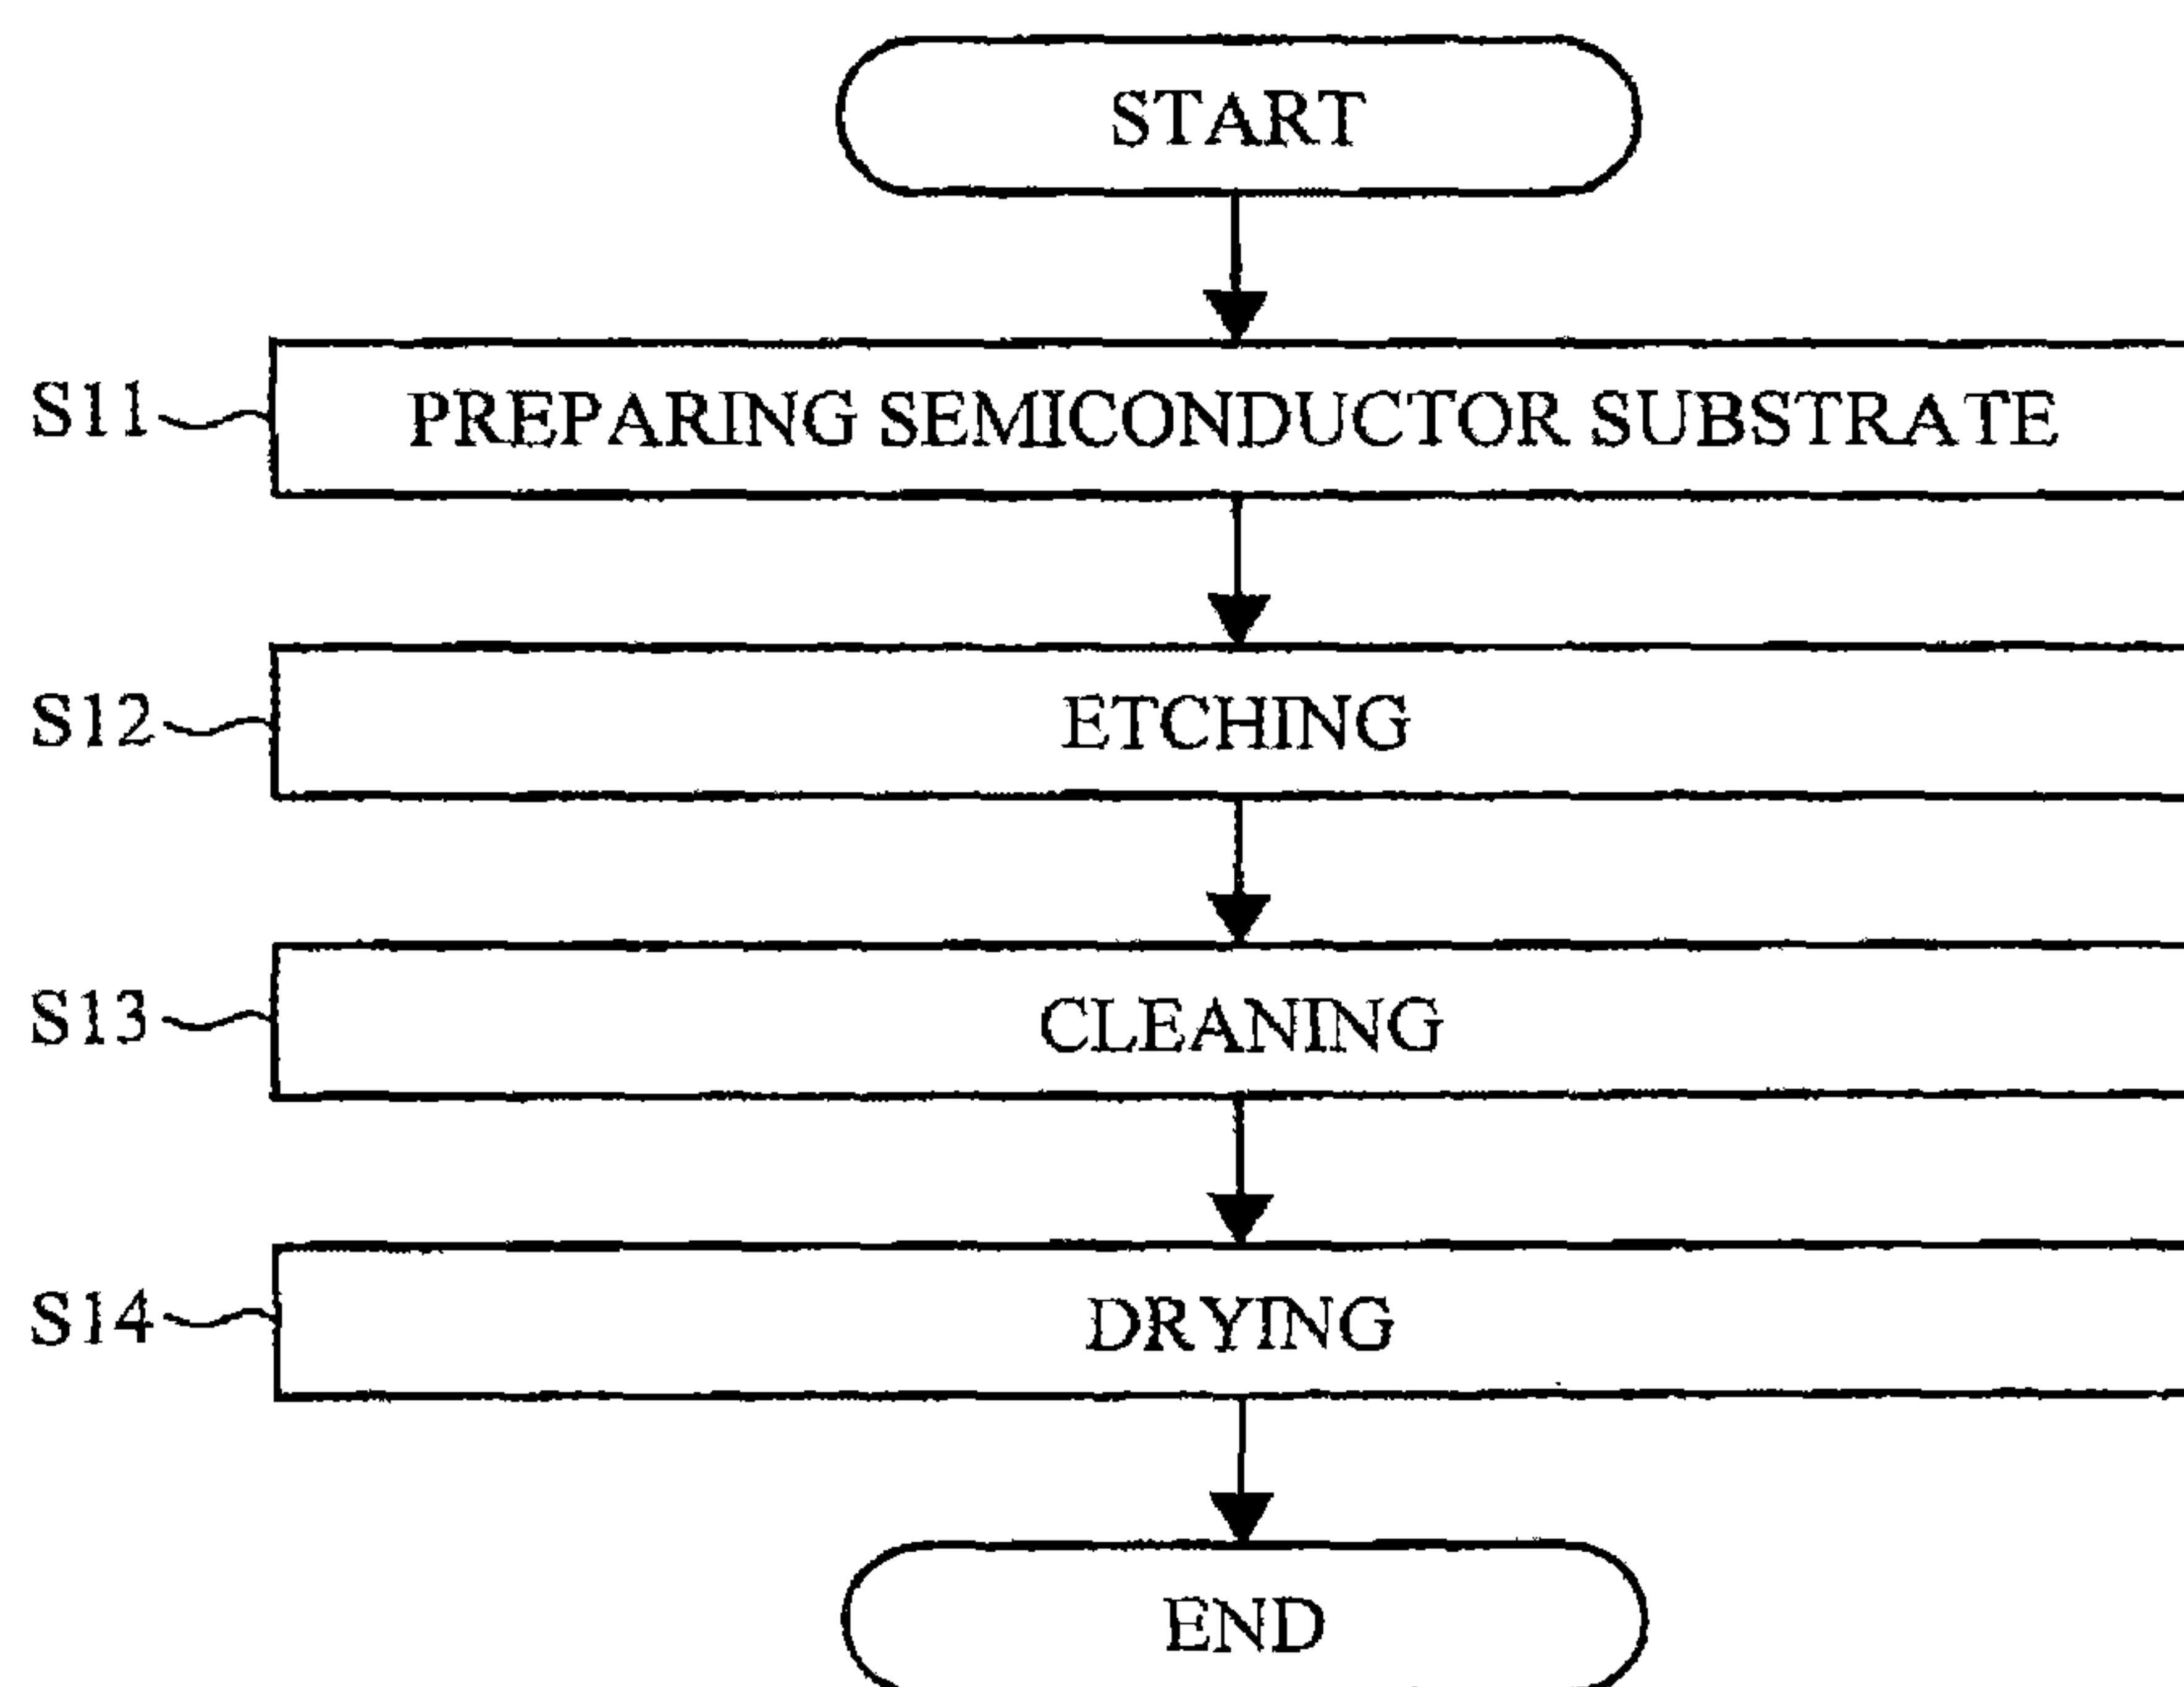 START
S11 PREPARING SEMICONDUCTOR SUBSTRATE
S12 ETCHING
S13 CLEANING
S14 DRYING
END